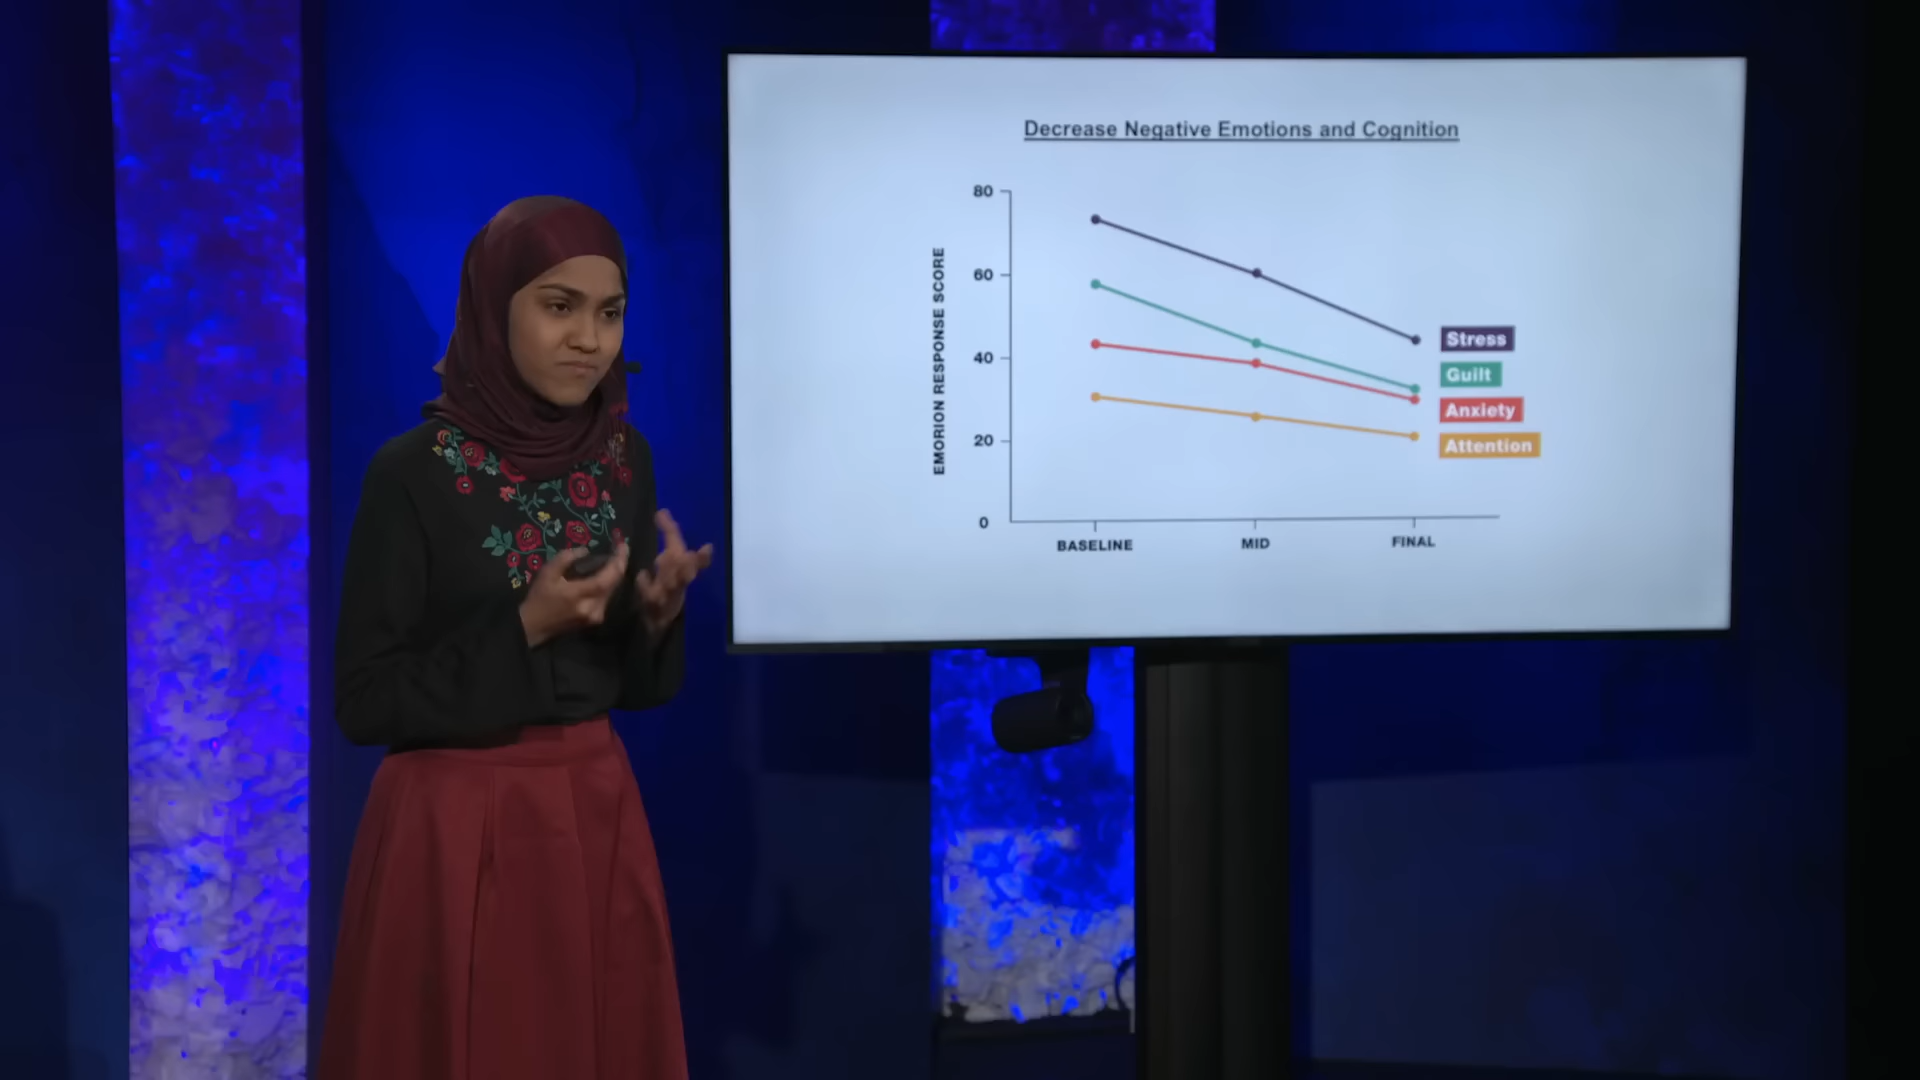 Decrease Negative Emotions and Cognition
80
60
40
20
0
EMORION RESPONSE SCORE
Stress
Guilt
Anxiety
Attention
BASELINE
MID
FINAL